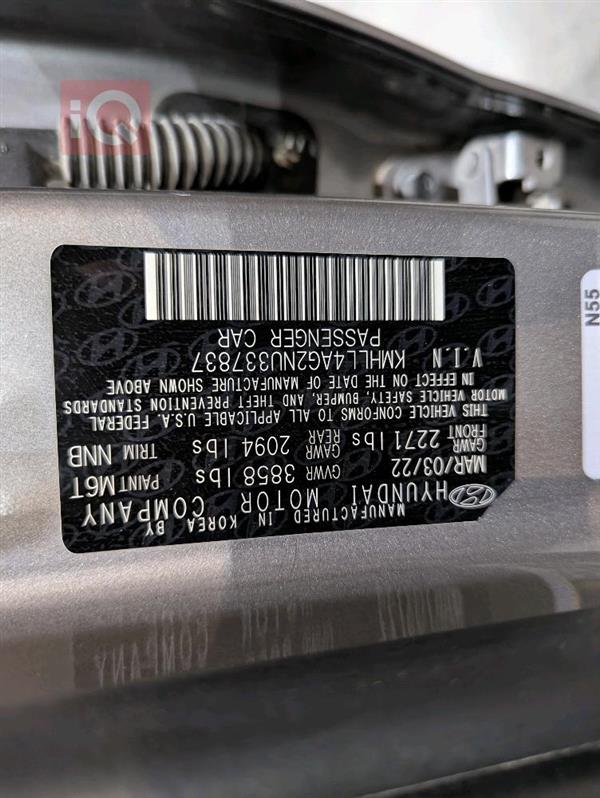 iQ
MANUFACTURED IN KOREA BY
HYUNDAI MOTOR COMPANY
MAR/03/22 GVWR 3858 lbs PAINT M6T
GAWR FRONT 2271 lbs GAWR REAR 2094 lbs TRIM NNB
THIS VEHICLE CONFORMS TO ALL APPLICABLE U.S.A. FEDERAL
MOTOR VEHICLE SAFETY, BUMPER, AND THEFT PREVENTION STANDARDS
IN EFFECT ON THE DATE OF MANUFACTURE SHOWN ABOVE
V.I.N KMHLL4AG2NU337837
PASSENGER CAR
N55